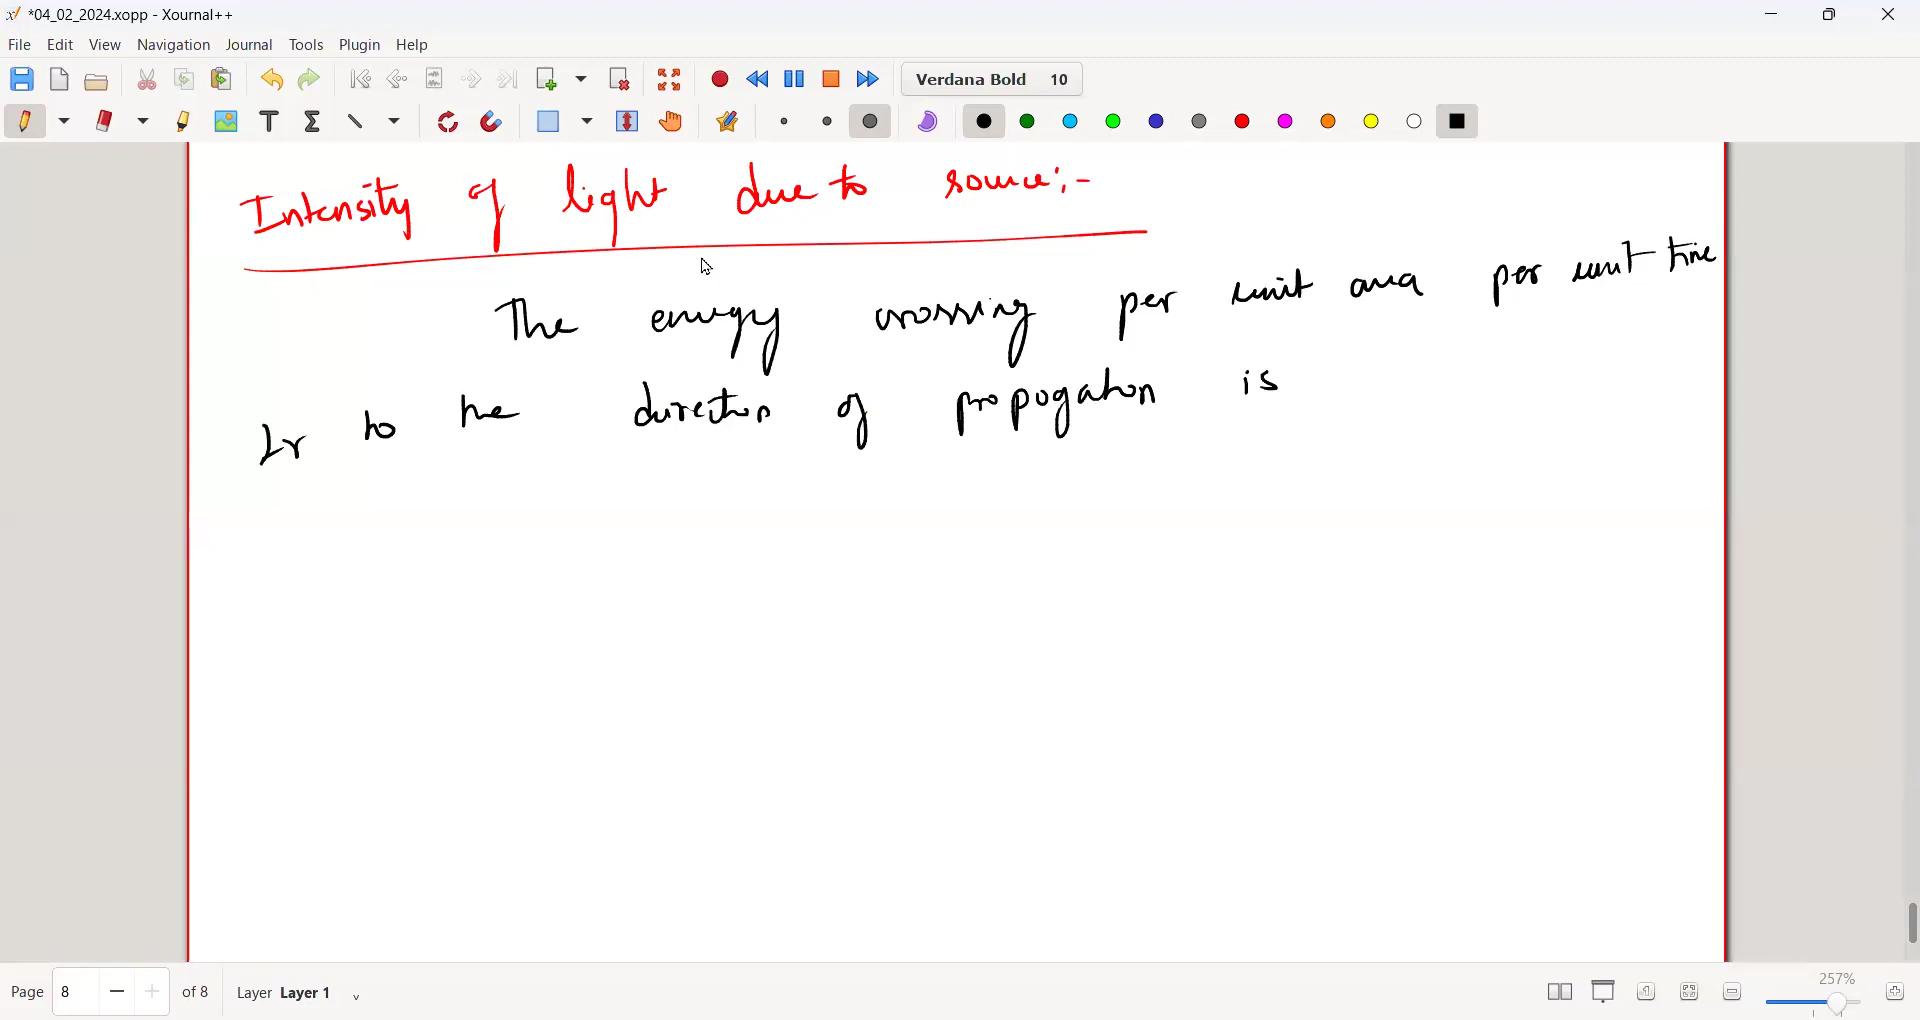 *04_02_2024.xopp - Xournal++
File Edit View Navigation Journal Tools Plugin Help
Verdana Bold 10
Intensity of light due to source:-
The energy crossing per unit area per unit time
⊥r to the direction of propogation is
Page 8 of 8 Layer Layer 1
257%